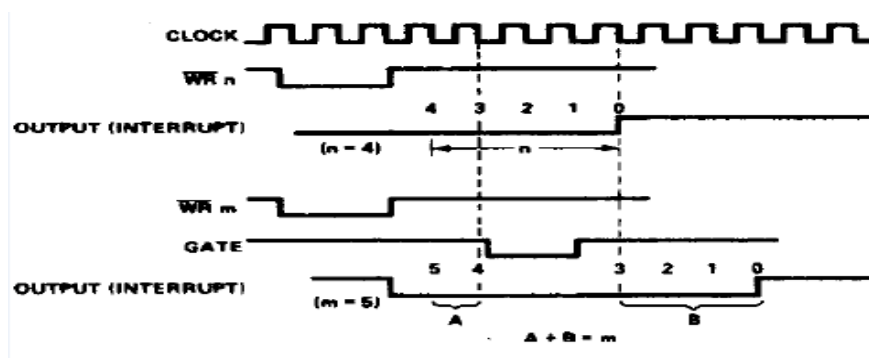 CLOCK
WR n
4 3 2 1 0
OUTPUT (INTERRUPT)
(n = 4)
n
WR m
GATE
5 4 3 2 1 0
OUTPUT (INTERRUPT)
(m = 5)
A B
A + B = m